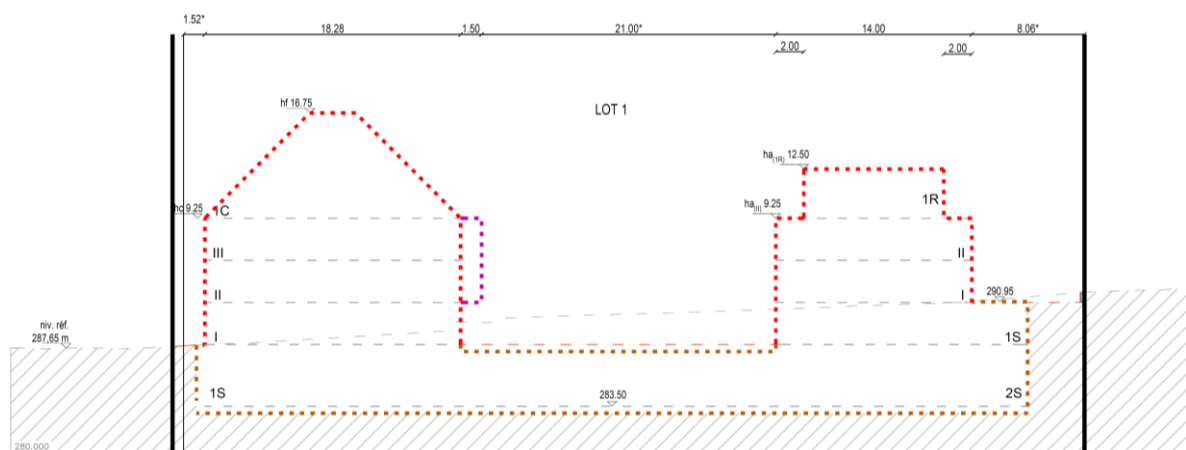 1.52*
18.28
1.50
21.00*
14.00
8.06*
2.00
2.00
hf 16.75
LOT 1
ha(1R) 12.50
hc 9.25
1C
ha(II) 9.25
1R
III
II
II
I
290.95
niv. réf.
287,65 m
I
1S
1S
283.50
2S
280.000